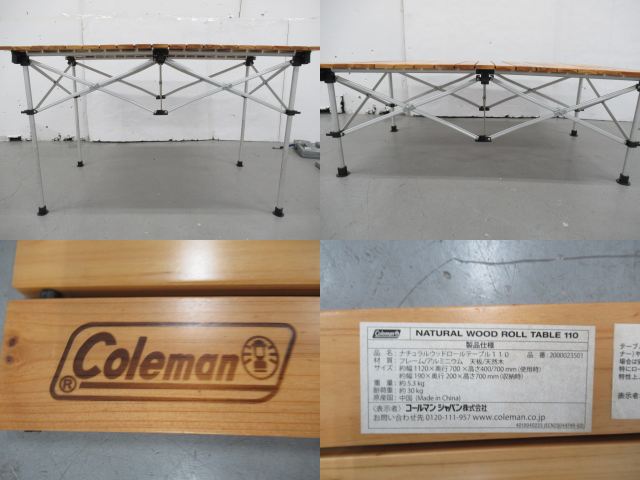 Coleman
®
Coleman
NATURAL WOOD ROLL TABLE 110
製品仕様
品名: ナチュラルウッドロールテーブル110 品番: 2000023501
材質: フレーム/アルミニウム 天板/天然木
サイズ: 約幅1120×奥行700×高さ400/700mm(使用時)
約幅190×奥行200×高さ700mm(収納時)
重量: 約5.3kg
耐荷重: 約30kg
原産国: 中国 (Made in China)
(表示者) コールマン ジャパン株式会社
お問い合わせ先 0120-111-957 www.coleman.co.jp
テーブ